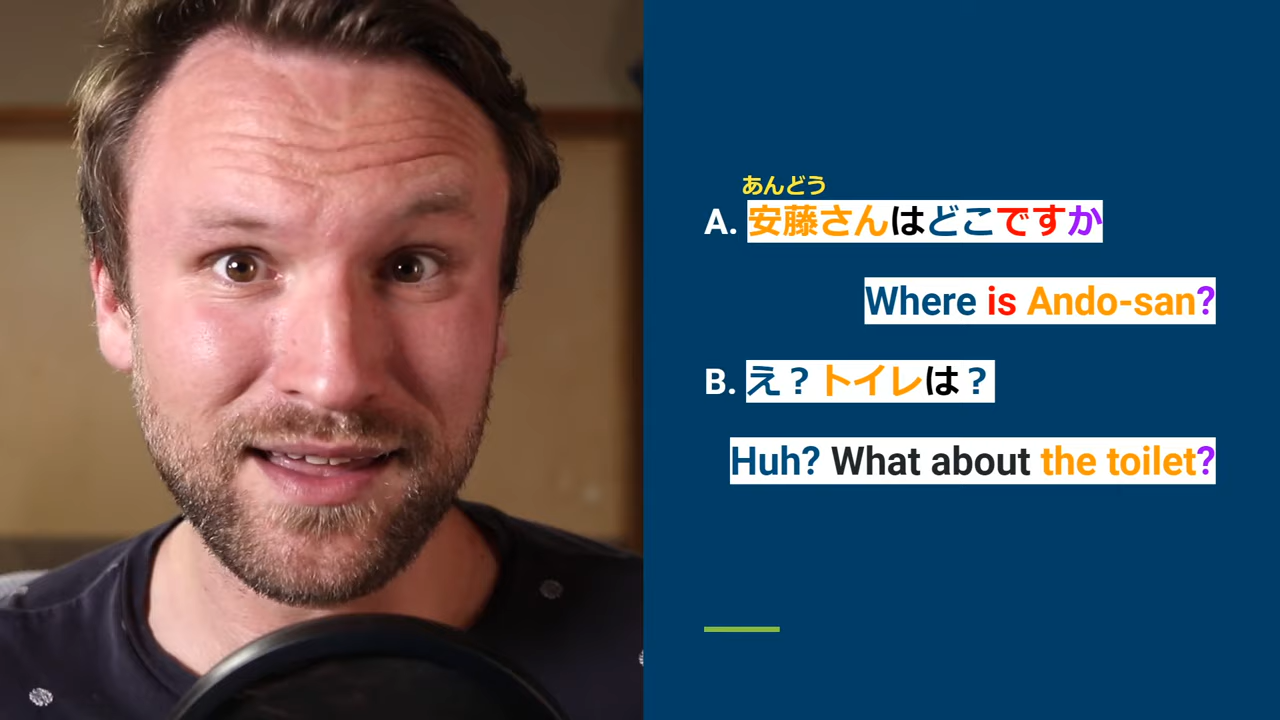 あんどう
A. 安藤さんはどこですか
Where is Ando-san?
B. え？トイレは？
Huh? What about the toilet?